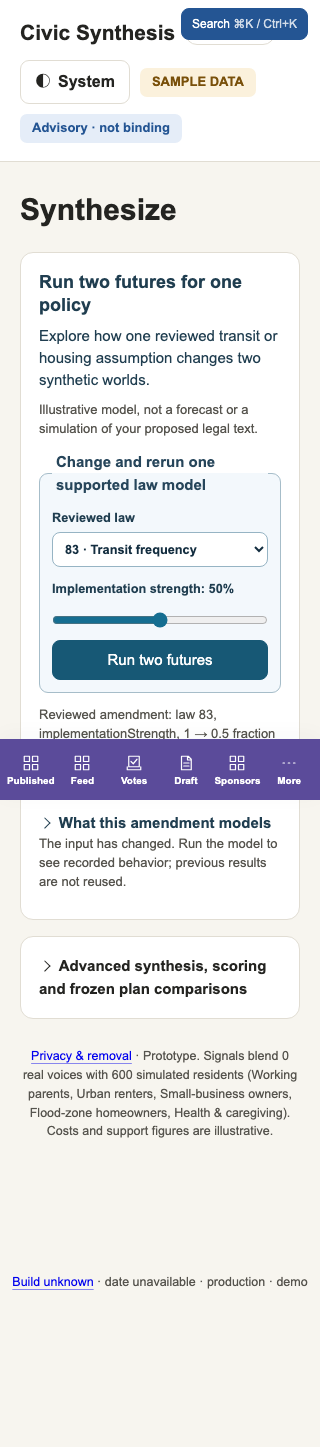 Civic Synthesis
Search ⌘K / Ctrl+K
System
SAMPLE DATA
Advisory · not binding
Synthesize
Run two futures for one
policy
Explore how one reviewed transit or
housing assumption changes two
synthetic worlds.
Illustrative model, not a forecast or a
simulation of your proposed legal text.
Change and rerun one
supported law model
Reviewed law
83 · Transit frequency
Implementation strength: 50%
Run two futures
Reviewed amendment: law 83,
implementationStrength, 1 → 0.5 fraction
Published
Feed
Votes
Draft
Sponsors
More
What this amendment models
The input has changed. Run the model to
see recorded behavior; previous results
are not reused.
Advanced synthesis, scoring
and frozen plan comparisons
Privacy & removal · Prototype. Signals blend 0
real voices with 600 simulated residents (Working
parents, Urban renters, Small-business owners,
Flood-zone homeowners, Health & caregiving).
Costs and support figures are illustrative.
Build unknown · date unavailable · production · demo